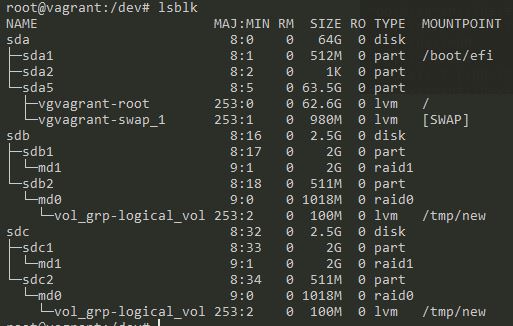 root@vagrant:/dev# lsblk
NAME                      MAJ:MIN RM  SIZE RO TYPE  MOUNTPOINT
sda                         8:0    0   64G  0 disk
├─sda1                      8:1    0  512M  0 part  /boot/efi
├─sda2                      8:2    0    1K  0 part
└─sda5                      8:5    0 63.5G  0 part
  ├─vgvagrant-root        253:0    0 62.6G  0 lvm   /
  └─vgvagrant-swap_1      253:1    0  980M  0 lvm   [SWAP]
sdb                         8:16   0  2.5G  0 disk
├─sdb1                      8:17   0    2G  0 part
│ └─md1                     9:1    0    2G  0 raid1
└─sdb2                      8:18   0  511M  0 part
  └─md0                     9:0    0 1018M  0 raid0
    └─vol_grp-logical_vol 253:2    0  100M  0 lvm   /tmp/new
sdc                         8:32   0  2.5G  0 disk
├─sdc1                      8:33   0    2G  0 part
│ └─md1                     9:1    0    2G  0 raid1
└─sdc2                      8:34   0  511M  0 part
  └─md0                     9:0    0 1018M  0 raid0
    └─vol_grp-logical_vol 253:2    0  100M  0 lvm   /tmp/new
root@vagrant:/dev#